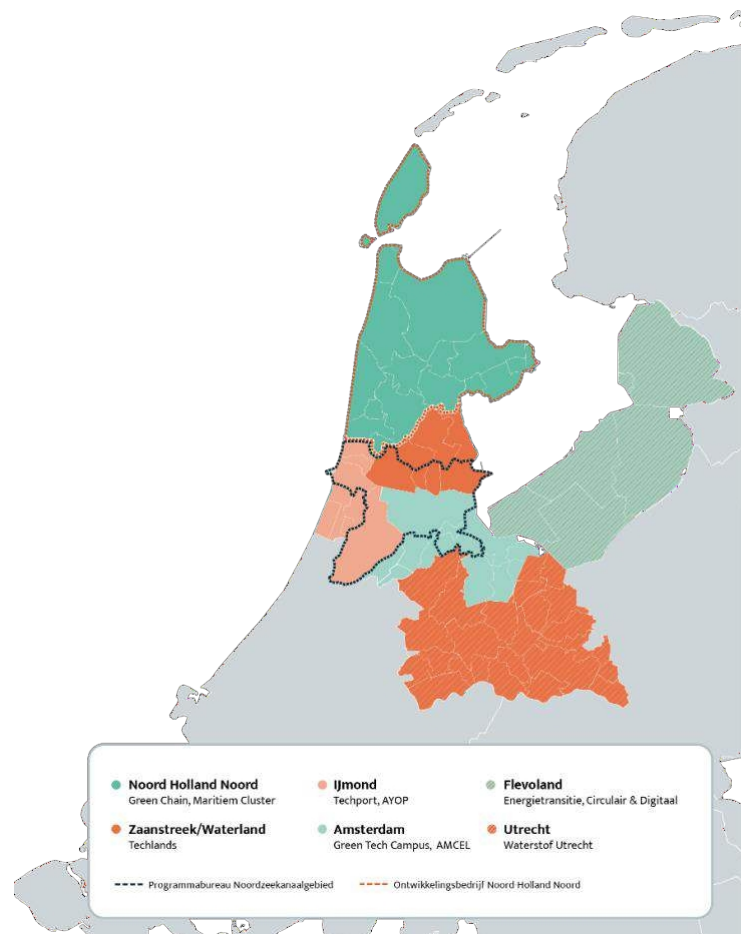 Noord Holland Noord
Green Chain, Maritiem Cluster
IJmond
Techport, AYOP
Flevoland
Energietransitie, Circulair & Digitaal
Zaanstreek/Waterland
Techlands
Amsterdam
Green Tech Campus, AMCEL
Utrecht
Waterstof Utrecht
Programmabureau Noordzeekanaalgebied
Ontwikkelingsbedrijf Noord Holland Noord